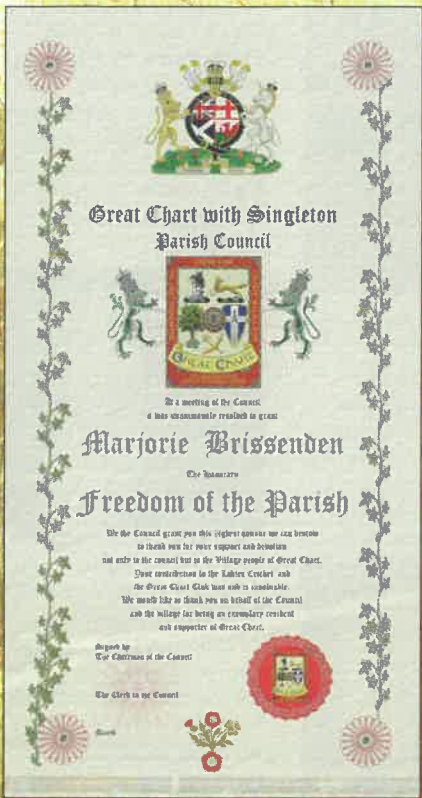 Great Chart with Singleton
Parish Council
GREAT CHART
At a meeting of the Council
it was unanimously resolved to grant
Marjorie Brissenden
The Honorary
Freedom of the Parish
We the Council grant you this highest honour we can bestow
to thank you for your support and devotion
not only to the council but to the Village people of Great Chart.
Your contribution to the Ladies Cricket and
the Great Chart Club was and is invaluable.
We would like to thank you on behalf of the Council
and the village for being an exemplary resident
and supporter of Great Chart.
Signed by
The Chairman of the Council
The Clerk to the Council